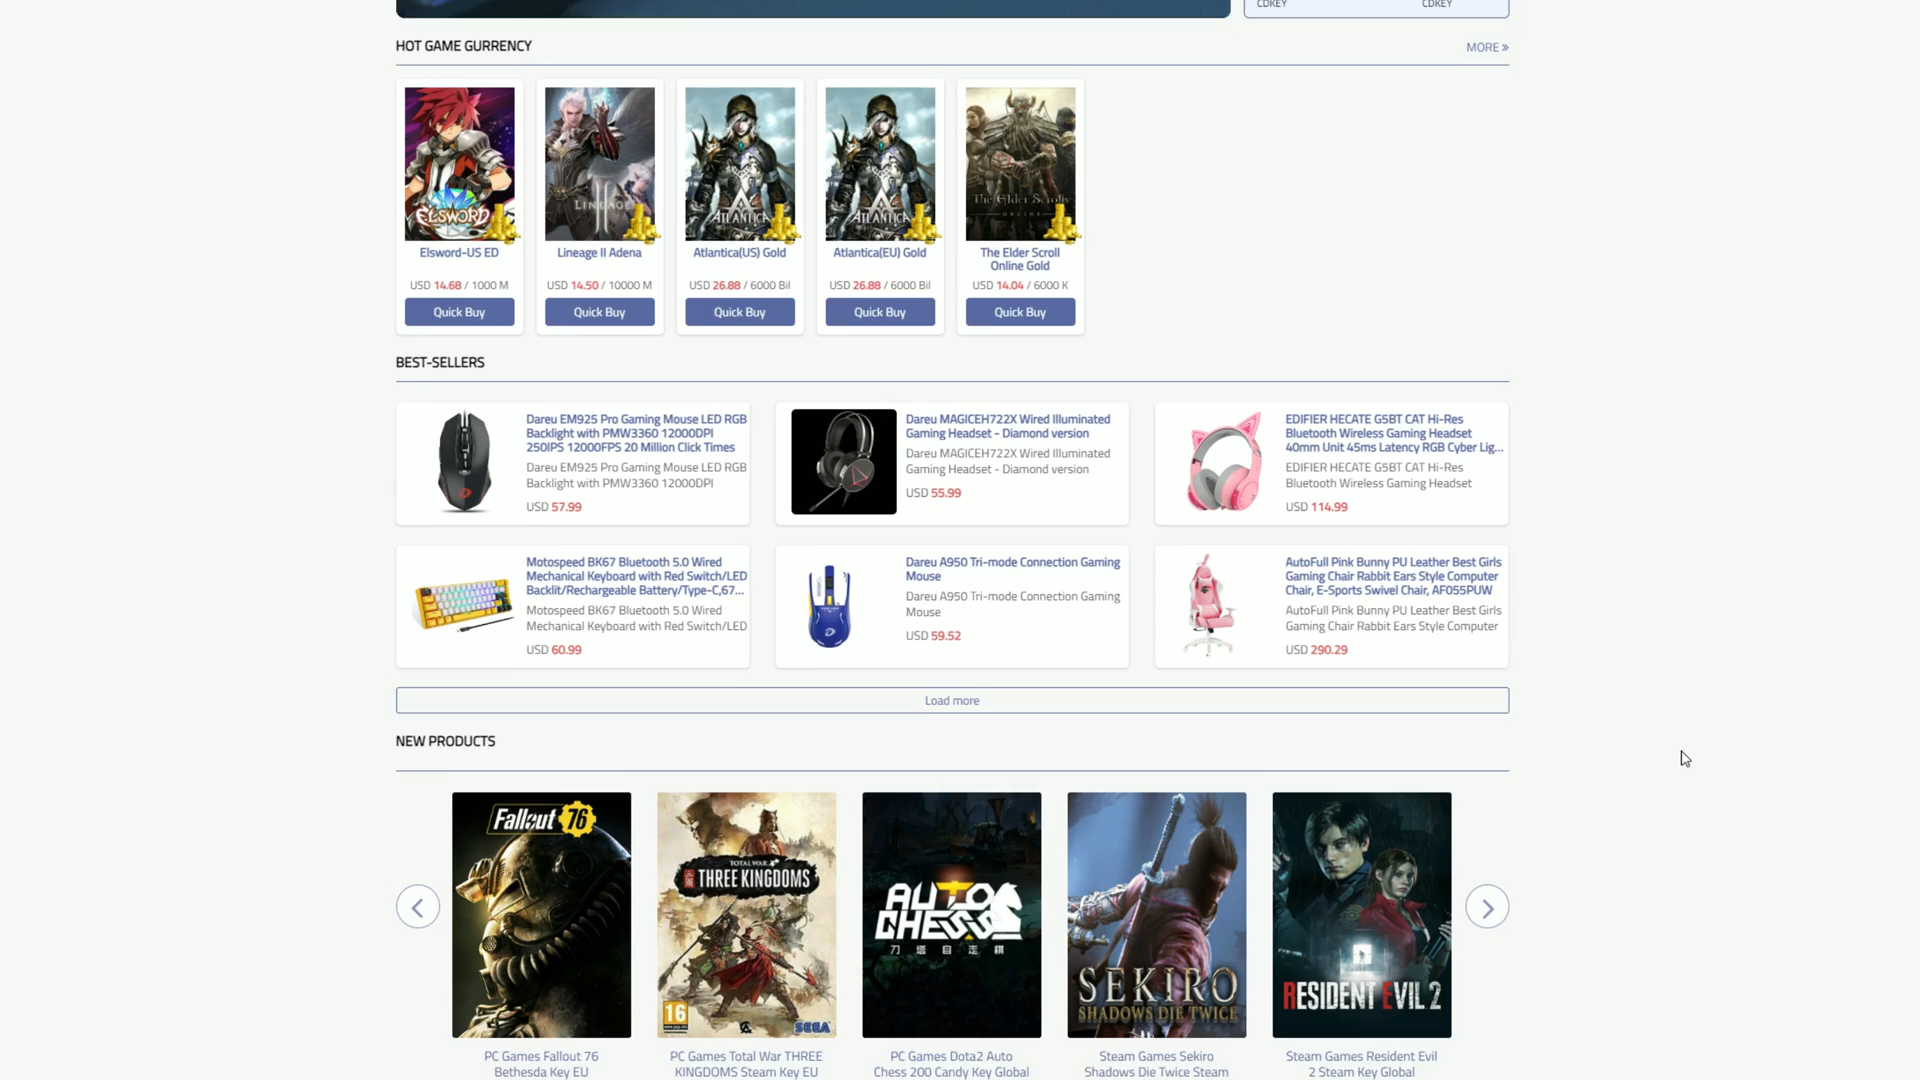 CDKEY CDKEY
HOT GAME GURRENCY
MORE »
ELSWORD
LINEAGE
ATLANTICA
ATLANTICA
The Elder Scrolls
ONLINE
Elsword-US ED
Lineage II Adena
Atlantica(US) Gold
Atlantica(EU) Gold
The Elder Scroll
Online Gold
USD 14.68 / 1000 M
USD 14.50 / 10000 M
USD 26.88 / 6000 Bil
USD 26.88 / 6000 Bil
USD 14.04 / 6000 K
Quick Buy
Quick Buy
Quick Buy
Quick Buy
Quick Buy
BEST-SELLERS
Dareu EM925 Pro Gaming Mouse LED RGB
Backlight with PMW3360 12000DPI
250IPS 12000FPS 20 Million Click Times
Dareu EM925 Pro Gaming Mouse LED RGB
Backlight with PMW3360 12000DPI
USD 57.99
Dareu MAGICEH722X Wired Illuminated
Gaming Headset - Diamond version
Dareu MAGICEH722X Wired Illuminated
Gaming Headset - Diamond version
USD 55.99
EDIFIER HECATE G5BT CAT Hi-Res
Bluetooth Wireless Gaming Headset
40mm Unit 45ms Latency RGB Cyber Lig...
EDIFIER HECATE G5BT CAT Hi-Res
Bluetooth Wireless Gaming Headset
USD 114.99
Motospeed BK67 Bluetooth 5.0 Wired
Mechanical Keyboard with Red Switch/LED
Backlit/Rechargeable Battery/Type-C,67...
Motospeed BK67 Bluetooth 5.0 Wired
Mechanical Keyboard with Red Switch/LED
USD 60.99
Dareu A950 Tri-mode Connection Gaming
Mouse
Dareu A950 Tri-mode Connection Gaming
Mouse
USD 59.52
AutoFull Pink Bunny PU Leather Best Girls
Gaming Chair Rabbit Ears Style Computer
Chair, E-Sports Swivel Chair, AF055PUW
AutoFull Pink Bunny PU Leather Best Girls
Gaming Chair Rabbit Ears Style Computer
USD 290.29
Load more
NEW PRODUCTS
Fallout 76
TOTAL WAR
THREE KINGDOMS
16
SEGA
AUTO
CHESS
刀塔自走棋
SEKIRO
SHADOWS DIE TWICE
RESIDENT EVIL 2
PC Games Fallout 76
Bethesda Key EU
PC Games Total War THREE
KINGDOMS Steam Key EU
PC Games Dota2 Auto
Chess 200 Candy Key Global
Steam Games Sekiro
Shadows Die Twice Steam
Steam Games Resident Evil
2 Steam Key Global